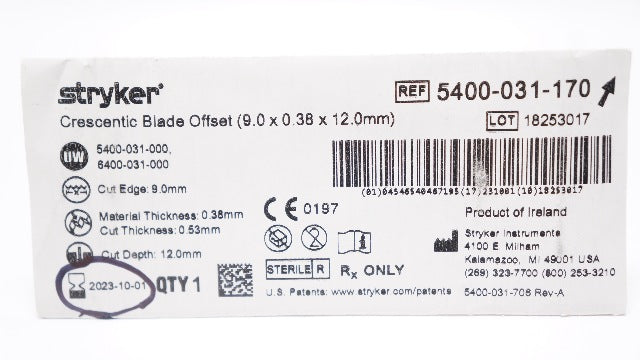 stryker®
REF 5400-031-170
Crescentic Blade Offset (9.0 x 0.38 x 12.0mm)
LOT 18253017
UW 5400-031-000,
6400-031-000
Cut Edge: 9.0mm
Material Thickness: 0.38mm
Cut Thickness: 0.53mm
Cut Depth: 12.0mm
2023-10-01
QTY 1
(01)04546540467195(17)231001(10)18253017
CE 0197
STERILE R
Rx ONLY
U.S. Patents: www.stryker.com/patents
Product of Ireland
Stryker Instruments
4100 E. Milham
Kalamazoo, MI 49001 USA
(269) 323-7700 (800) 253-3210
5400-031-706 Rev-A